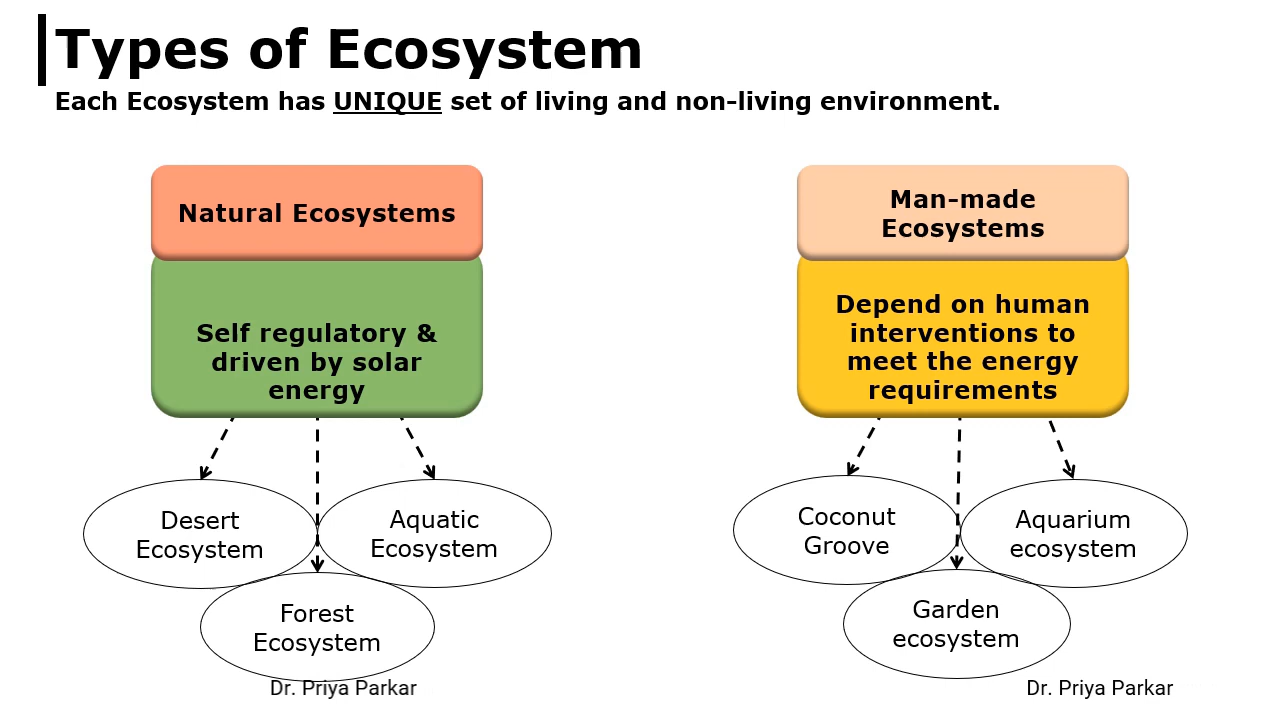 Types of Ecosystem
Each Ecosystem has UNIQUE set of living and non-living environment.
Natural Ecosystems
Self regulatory &
driven by solar
energy
Desert
Ecosystem
Aquatic
Ecosystem
Forest
Ecosystem
Dr. Priya Parkar
Man-made
Ecosystems
Depend on human
interventions to
meet the energy
requirements
Coconut
Groove
Aquarium
ecosystem
Garden
ecosystem
Dr. Priya Parkar